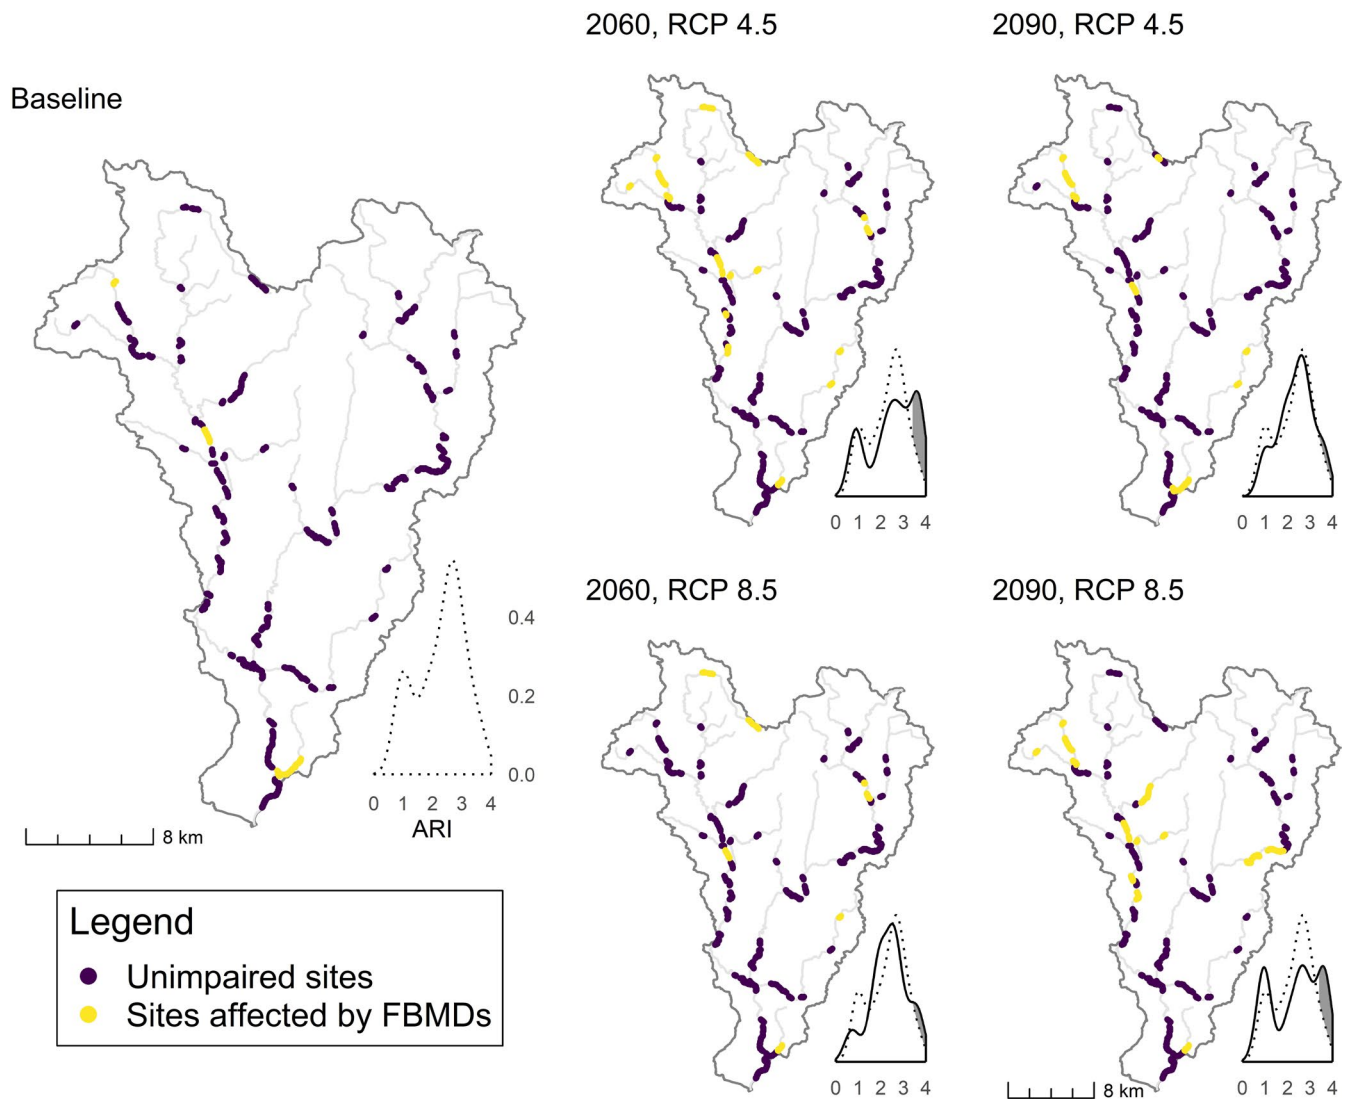 2060, RCP 4.5
2090, RCP 4.5
Baseline
0 1 2 3 4
0 1 2 3 4
2060, RCP 8.5
2090, RCP 8.5
0.4
0.2
0.0
0 1 2 3 4
ARI
8 km
Legend
Unimpaired sites
Sites affected by FBMDs
0 1 2 3 4
0 1 2 3 4
8 km